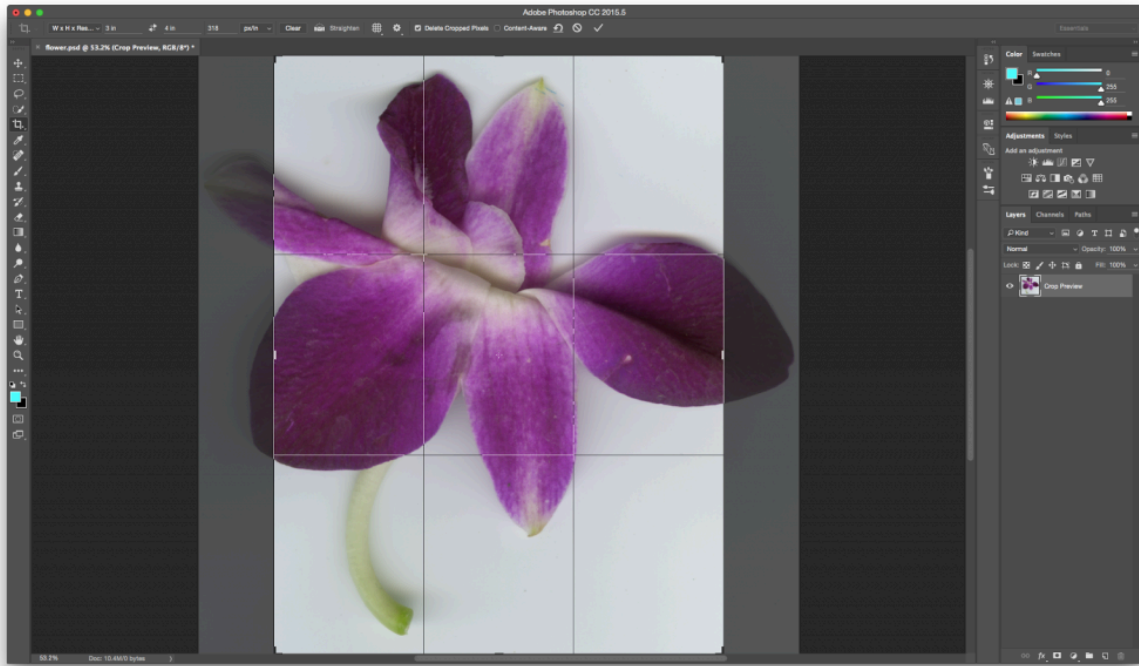 Adobe Photoshop CC 2015.5
W x H x Res... 3 in 4 in 318 px/in Clear Straighten Delete Cropped Pixels Content-Aware Essentials
× flower.psd @ 53.2% (Crop Preview, RGB/8*) *
Color Swatches
R 0
G 255
B 255
Adjustments Styles
Add an adjustment
Layers Channels Paths
Kind
Normal Opacity: 100%
Lock: Fill: 100%
Crop Preview
53.2% Doc: 10.4M/0 bytes